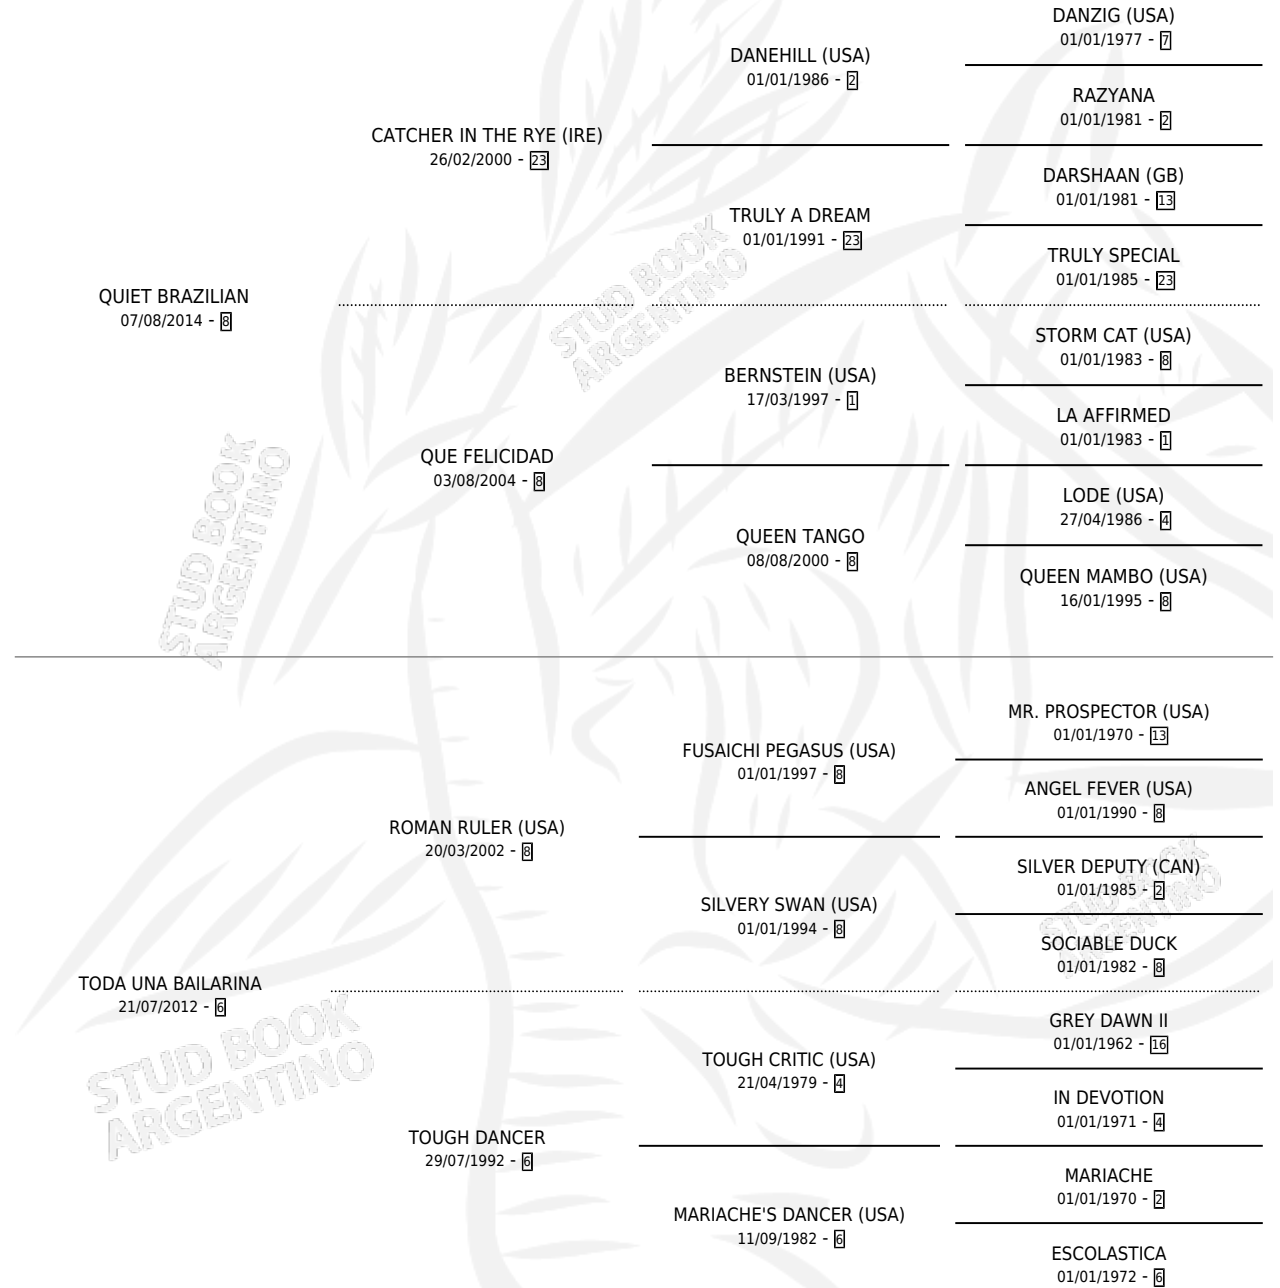 DANZIG (USA)
01/01/1977 - 7
DANEHILL (USA)
01/01/1986 - 2
RAZYANA
01/01/1981 - 2
CATCHER IN THE RYE (IRE)
26/02/2000 - 23
DARSHAAN (GB)
01/01/1981 - 13
TRULY A DREAM
01/01/1991 - 23
TRULY SPECIAL
01/01/1985 - 23
QUIET BRAZILIAN
07/08/2014 - 8
STUD BOOK
ARGENTINO
STORM CAT (USA)
01/01/1983 - 8
BERNSTEIN (USA)
17/03/1997 - 1
LA AFFIRMED
01/01/1983 - 1
QUE FELICIDAD
03/08/2004 - 8
LODE (USA)
27/04/1986 - 4
QUEEN TANGO
08/08/2000 - 8
QUEEN MAMBO (USA)
16/01/1995 - 8
STUD BOOK
ARGENTINO
MR. PROSPECTOR (USA)
01/01/1970 - 13
FUSAICHI PEGASUS (USA)
01/01/1997 - 8
ANGEL FEVER (USA)
01/01/1990 - 8
ROMAN RULER (USA)
20/03/2002 - 8
SILVER DEPUTY (CAN)
01/01/1985 - 2
SILVERY SWAN (USA)
01/01/1994 - 8
STUD BOOK
ARGENTINO
SOCIABLE DUCK
01/01/1982 - 8
TODA UNA BAILARINA
21/07/2012 - 6
STUD BOOK
ARGENTINO
GREY DAWN II
01/01/1962 - 16
TOUGH CRITIC (USA)
21/04/1979 - 4
IN DEVOTION
01/01/1971 - 4
TOUGH DANCER
29/07/1992 - 6
MARIACHE
01/01/1970 - 2
MARIACHE'S DANCER (USA)
11/09/1982 - 6
ESCOLASTICA
01/01/1972 - 6